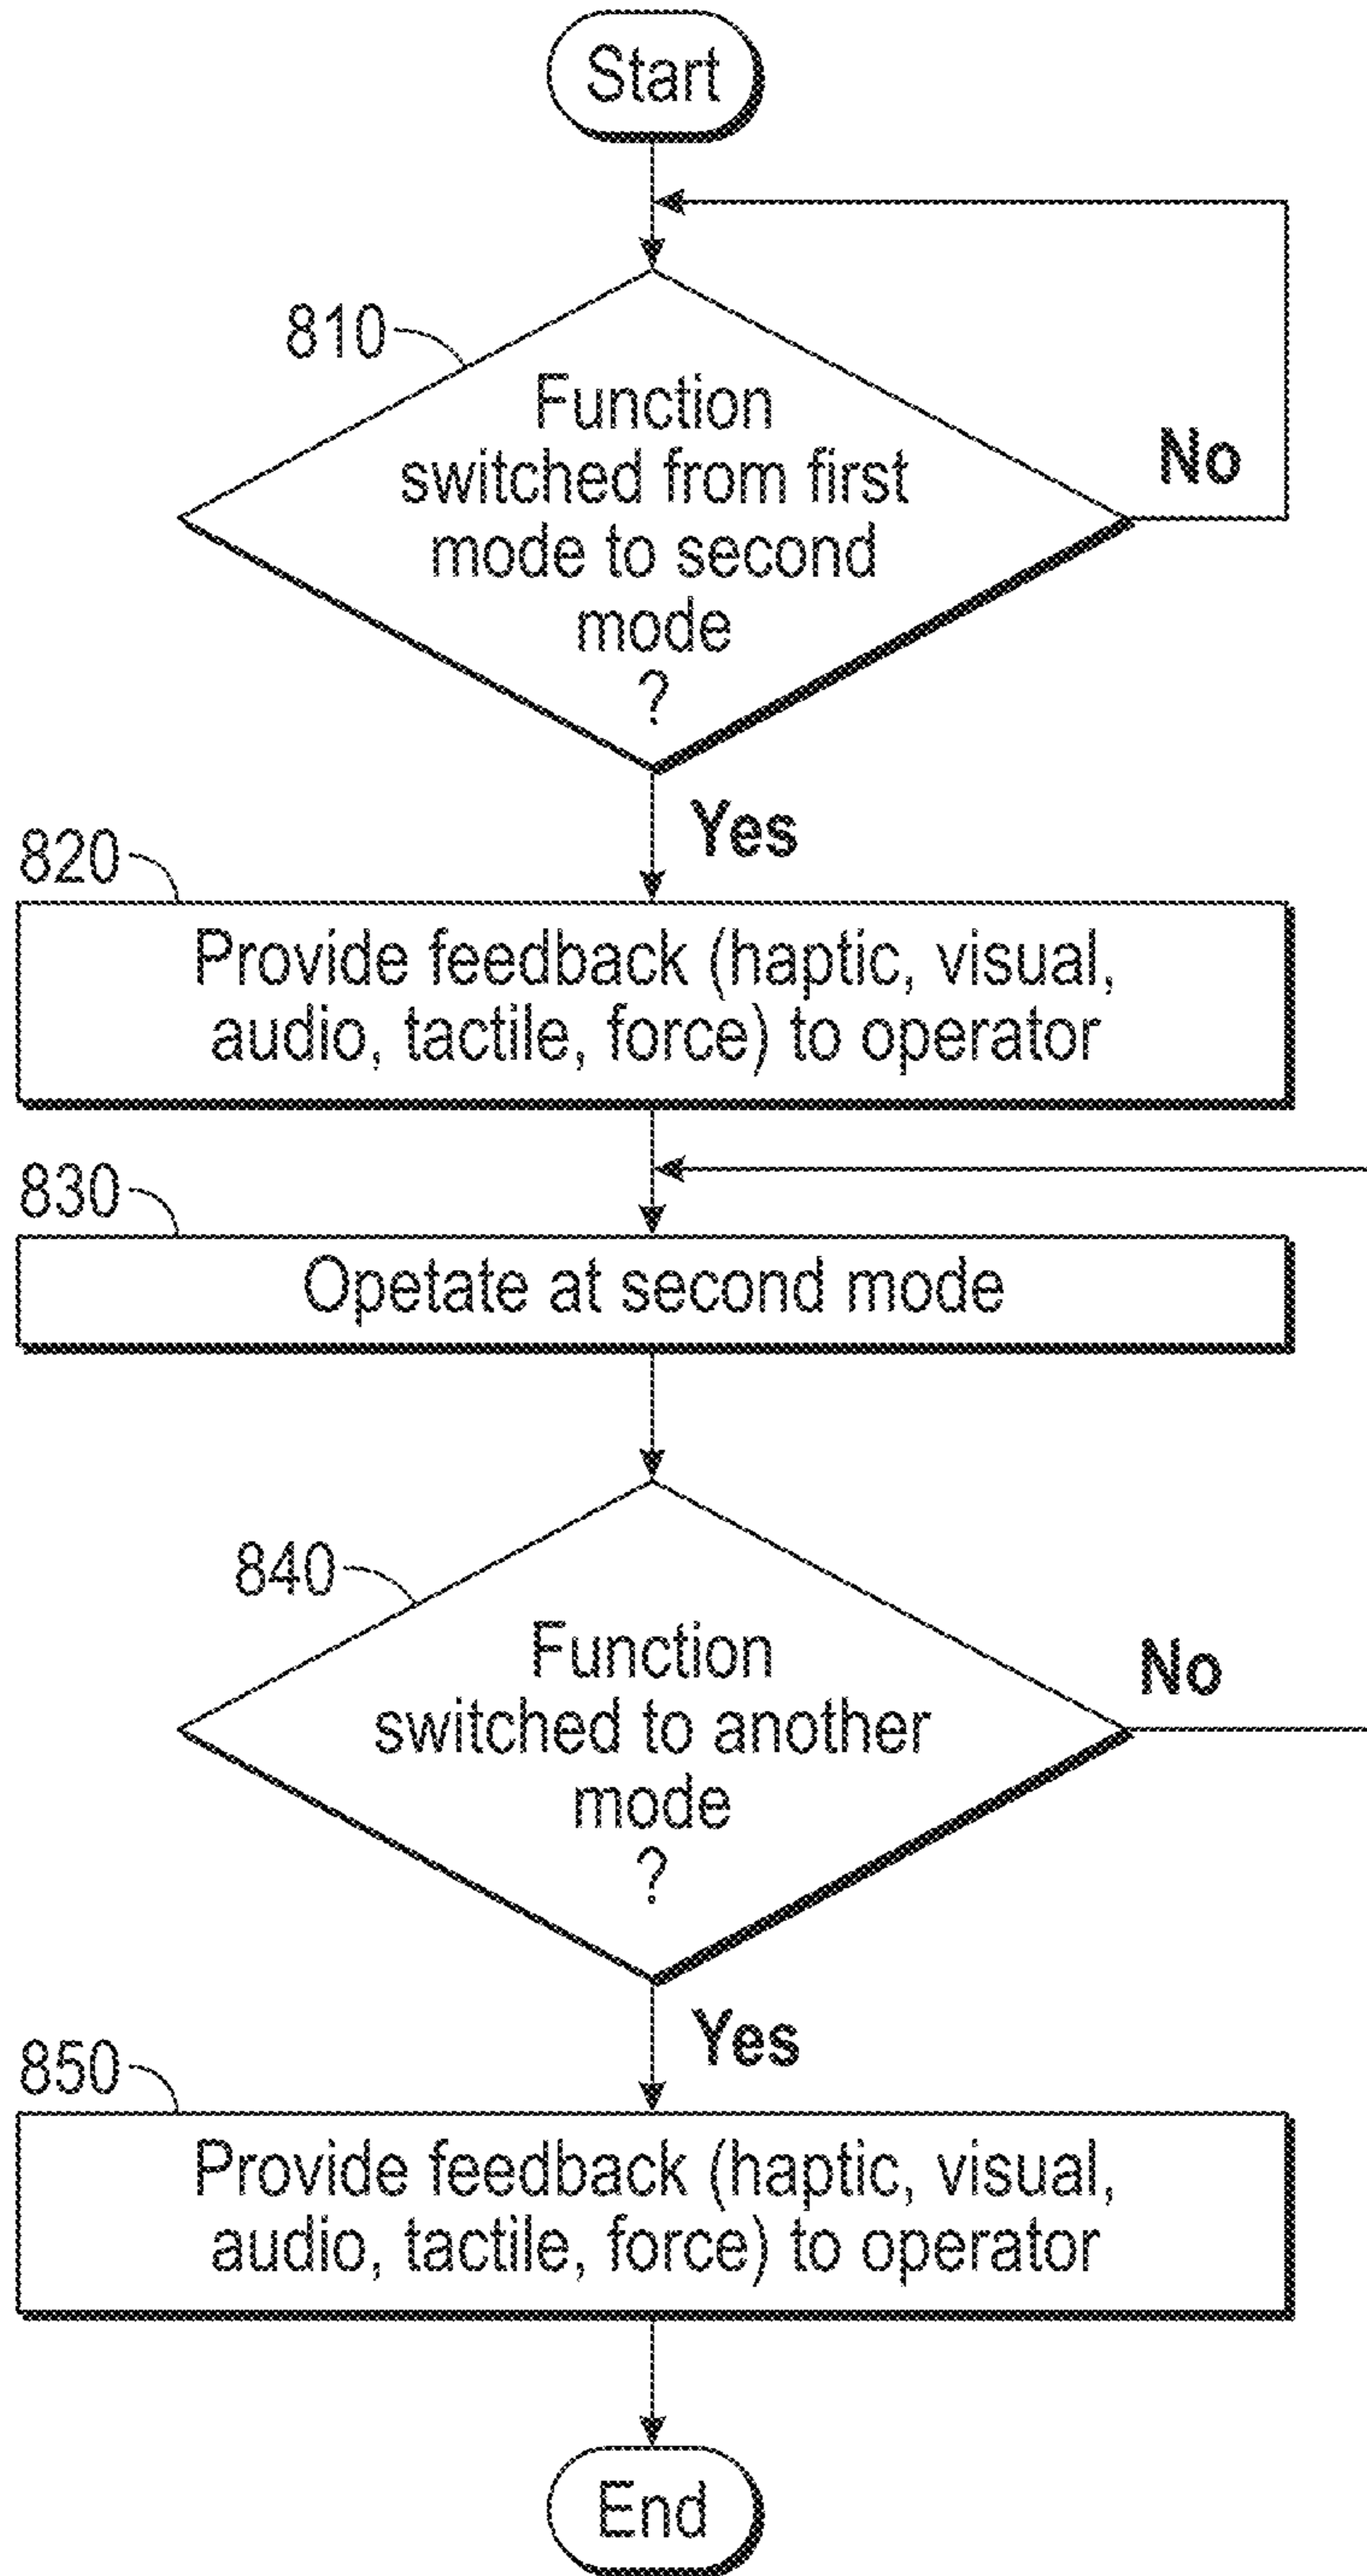 Start
810
Function
switched from first
mode to second
mode
?
No
Yes
820
Provide feedback (haptic, visual,
audio, tactile, force) to operator
830
Opetate at second mode
840
Function
switched to another
mode
?
No
Yes
850
Provide feedback (haptic, visual,
audio, tactile, force) to operator
End